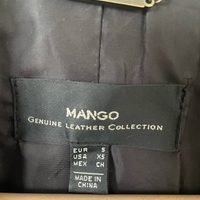 MANGO
GENUINE LEATHER COLLECTION
EUR S
USA XS
MEX CH
MADE IN
CHINA